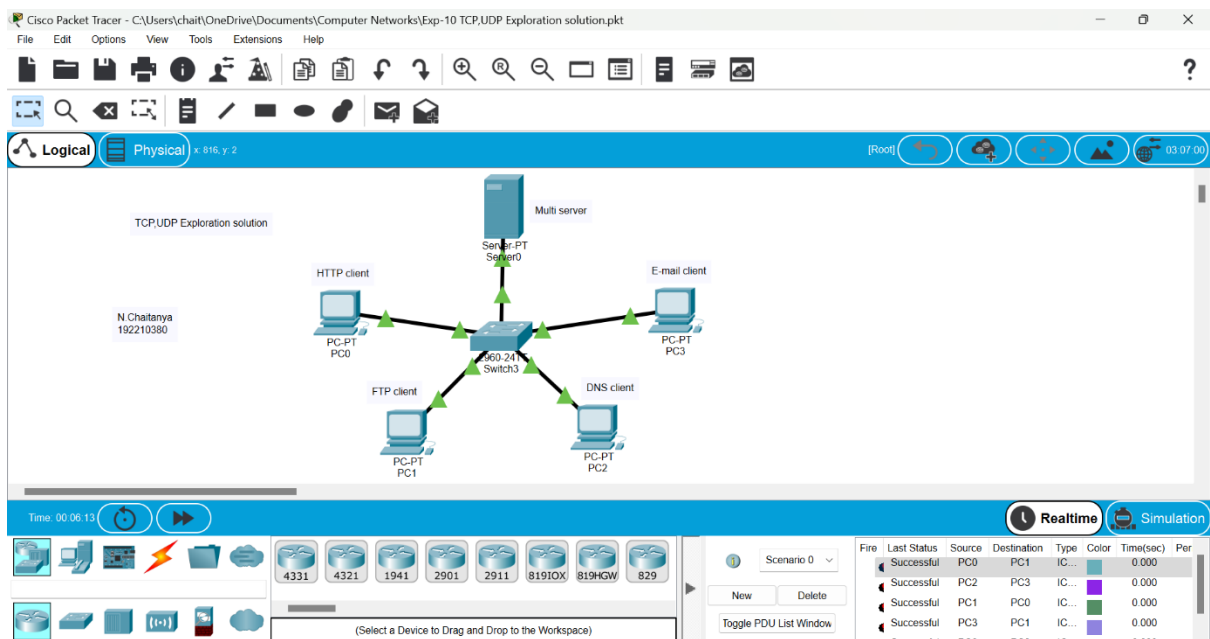 Cisco Packet Tracer - C:\Users\chait\OneDrive\Documents\Computer Networks\Exp-10 TCP,UDP Exploration solution.pkt
File Edit Options View Tools Extensions Help
?
Logical Physical x: 816, y: 2 [Root] 03:07:00
Multi server
TCP,UDP Exploration solution
Server-PT
Server0
HTTP client
E-mail client
N.Chaitanya
192210380
PC-PT
PC0
PC-PT
PC3
Switch3
FTP client
DNS client
PC-PT
PC1
PC-PT
PC2
Time: 00:06:13 Realtime Simulation
4331 4321 1941 2901 2911 819IOX 819HGW 829
Scenario 0
New Delete
Toggle PDU List Window
(Select a Device to Drag and Drop to the Workspace)
Fire Last Status Source Destination Type Color Time(sec) Per
Successful PC0 PC1 IC... 0.000
Successful PC2 PC3 IC... 0.000
Successful PC1 PC0 IC... 0.000
Successful PC3 PC1 IC... 0.000